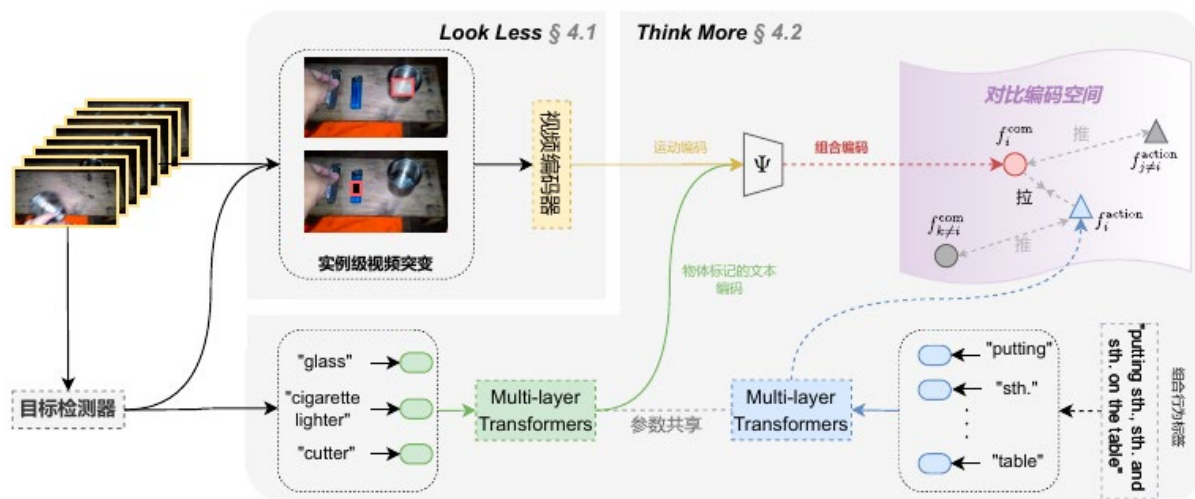 Look Less § 4.1
Think More § 4.2
实例级视频突变
视频编码器
运动编码
Ψ
组合编码
对比编码空间
f_i^com
推
f_{j≠i}^action
拉
f_i^action
f_{k≠i}^com
推
物体标记的文本
编码
目标检测器
"glass"
"cigarette
lighter"
"cutter"
Multi-layer
Transformers
参数共享
Multi-layer
Transformers
"putting"
"sth."
"table"
"putting sth., sth. and
sth. on the table"
组合行为标签